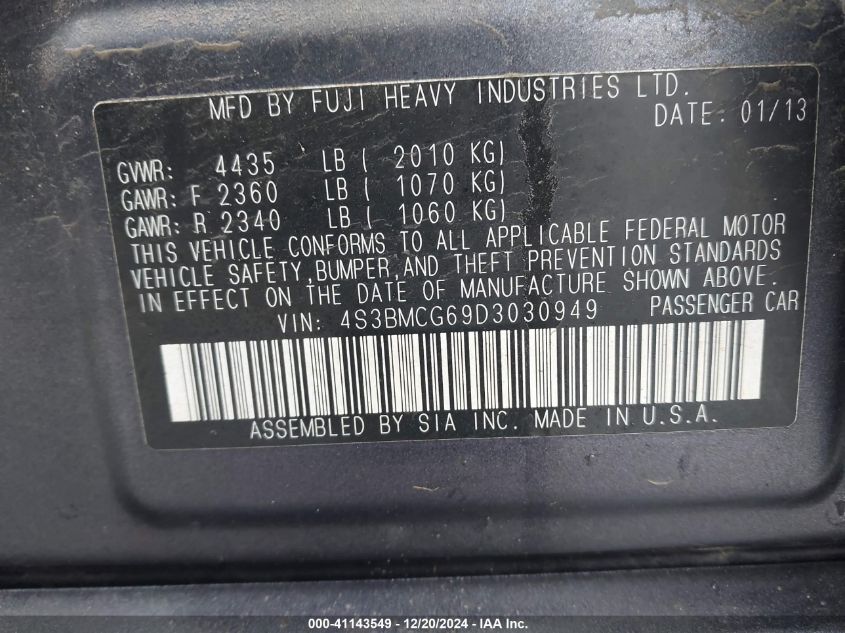 MFD BY FUJI HEAVY INDUSTRIES LTD.
DATE: 01/13
GVWR: 4435 LB ( 2010 KG)
GAWR: F 2360 LB ( 1070 KG)
GAWR: R 2340 LB ( 1060 KG)
THIS VEHICLE CONFORMS TO ALL APPLICABLE FEDERAL MOTOR
VEHICLE SAFETY,BUMPER,AND THEFT PREVENTION STANDARDS
IN EFFECT ON THE DATE OF MANUFACTURE SHOWN ABOVE.
VIN: 4S3BMCG69D3030949 PASSENGER CAR
ASSEMBLED BY SIA INC. MADE IN U.S.A.
000-41143549 - 12/20/2024 - IAA Inc.